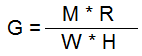 G = M * R
W * H